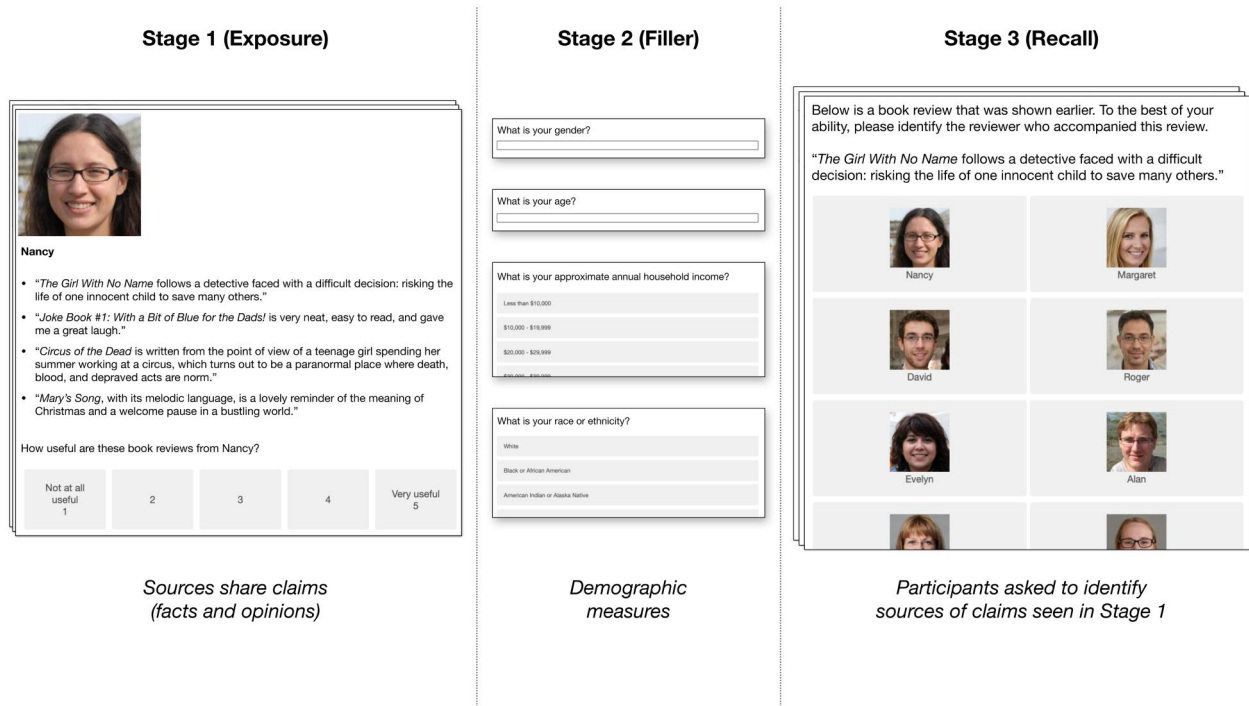 Stage 1 (Exposure)
Nancy
• “The Girl With No Name follows a detective faced with a difficult decision: risking the
life of one innocent child to save many others.”
• “Joke Book #1: With a Bit of Blue for the Dads! is very neat, easy to read, and gave
me a great laugh.”
• “Circus of the Dead is written from the point of view of a teenage girl spending her
summer working at a circus, which turns out to be a paranormal place where death,
blood, and depraved acts are norm.”
• “Mary’s Song, with its melodic language, is a lovely reminder of the meaning of
Christmas and a welcome pause in a bustling world.”
How useful are these book reviews from Nancy?
Not at all
useful
1
2
3
4
Very useful
5
Sources share claims
(facts and opinions)
Stage 2 (Filler)
What is your gender?
What is your age?
What is your approximate annual household income?
Less than $10,000
$10,000 - $19,999
$20,000 - $29,999
$30,000 - $39,999
What is your race or ethnicity?
White
Black or African American
American Indian or Alaska Native
Demographic
measures
Stage 3 (Recall)
Below is a book review that was shown earlier. To the best of your
ability, please identify the reviewer who accompanied this review.
“The Girl With No Name follows a detective faced with a difficult
decision: risking the life of one innocent child to save many others.”
Nancy
Margaret
David
Roger
Evelyn
Alan
Participants asked to identify
sources of claims seen in Stage 1